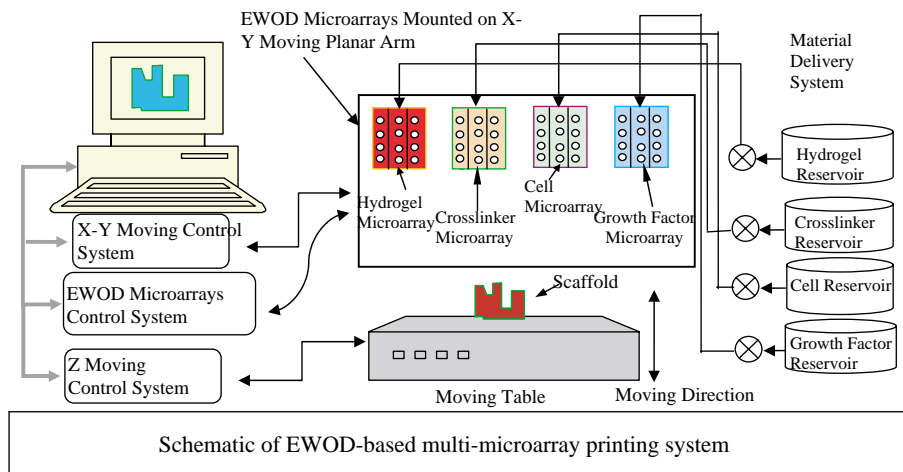 EWOD Microarrays Mounted on X-
Y Moving Planar Arm
Material
Delivery
System
Hydrogel
Reservoir
Crosslinker
Reservoir
Cell Reservoir
Growth Factor
Reservoir
Hydrogel
Microarray
Crosslinker
Microarray
Cell
Microarray
Growth Factor
Microarray
X-Y Moving Control
System
EWOD Microarrays
Control System
Z Moving
Control System
Scaffold
Moving Table
Moving Direction
Schematic of EWOD-based multi-microarray printing system